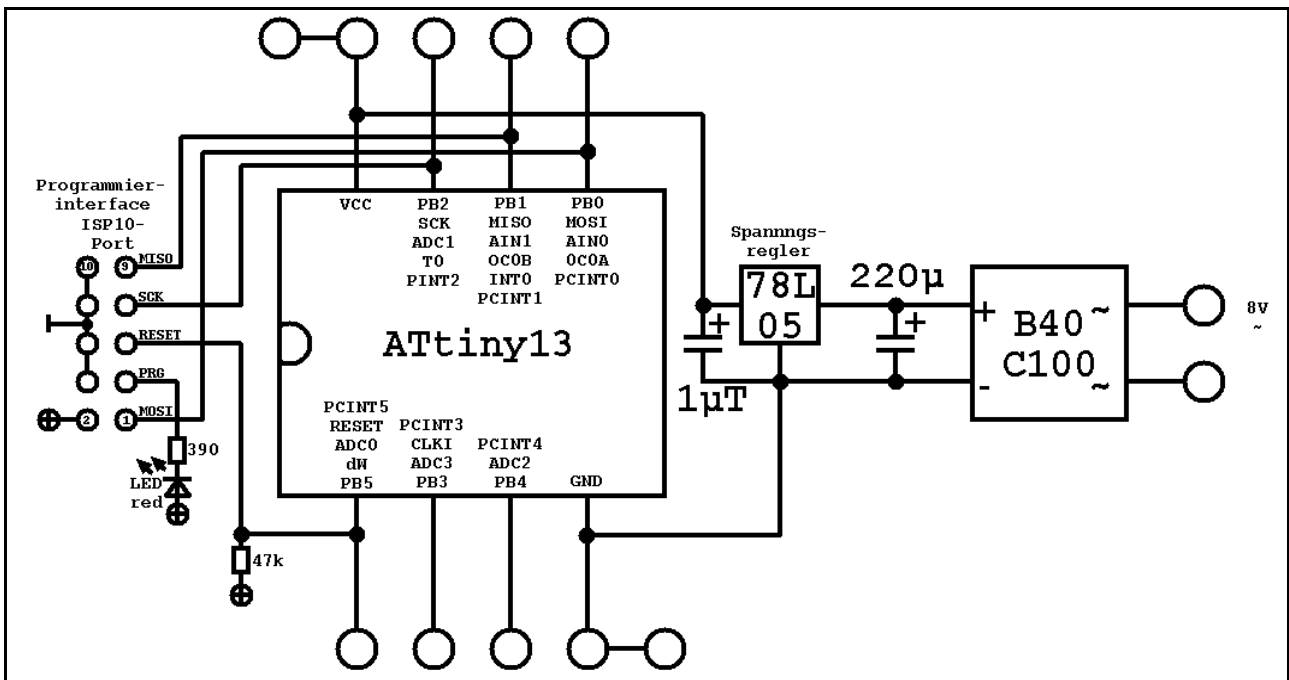 Programmier-
interface
ISP10-
Port
10
9
MISO
SCK
RESET
PRG
2
1
MOSI
390
LED
red
47k
VCC
PB2
SCK
ADC1
T0
PINT2
PB1
MISO
AIN1
OC0B
INT0
PCINT1
PB0
MOSI
AIN0
OC0A
PCINT0
ATtiny13
PCINT5
RESET
ADC0
dW
PB5
PCINT3
CLKI
ADC3
PB3
PCINT4
ADC2
PB4
GND
Spannngs-
regler
78L
05
+
1µT
220µ
+
+
-
B40
C100
~
~
8V
~